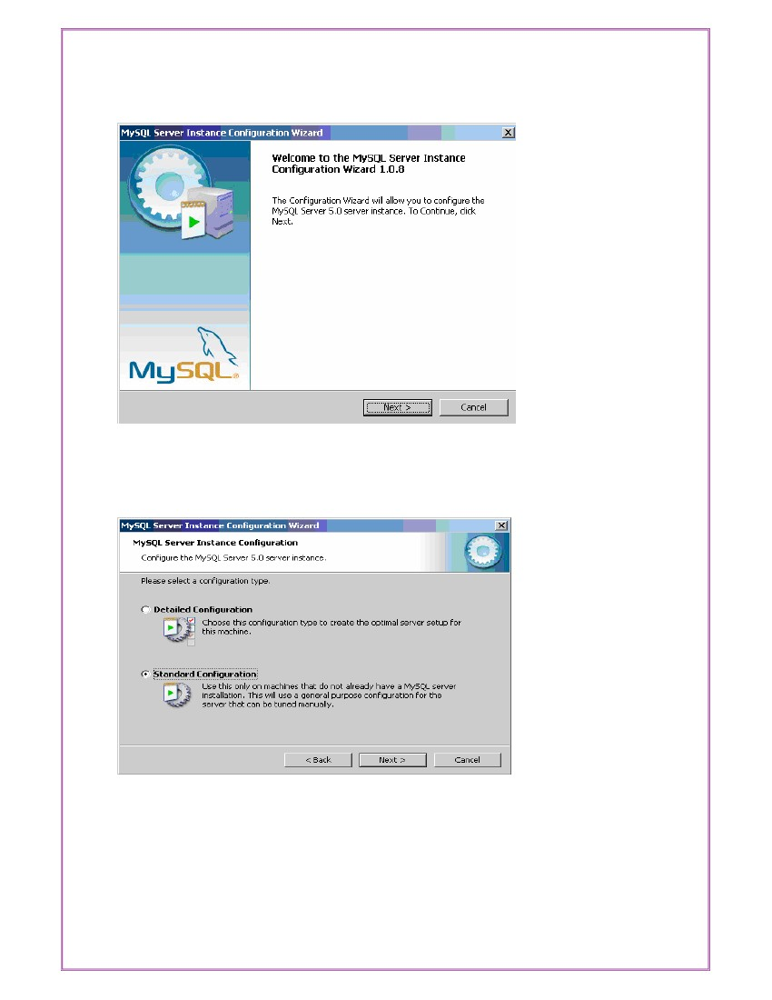 MySQL Server Instance Configuration Wizard
Welcome to the MySQL Server Instance
Configuration Wizard 1.0.8
The Configuration Wizard will allow you to configure the
MySQL Server 5.0 server instance. To Continue, click
Next.
MySQL®
Next >
Cancel
MySQL Server Instance Configuration Wizard
MySQL Server Instance Configuration
Configure the MySQL Server 5.0 server instance.
Please select a configuration type.
Detailed Configuration
Choose this configuration type to create the optimal server setup for
this machine.
Standard Configuration
Use this only on machines that do not already have a MySQL server
installation. This will use a general purpose configuration for the
server that can be tuned manually.
< Back
Next >
Cancel